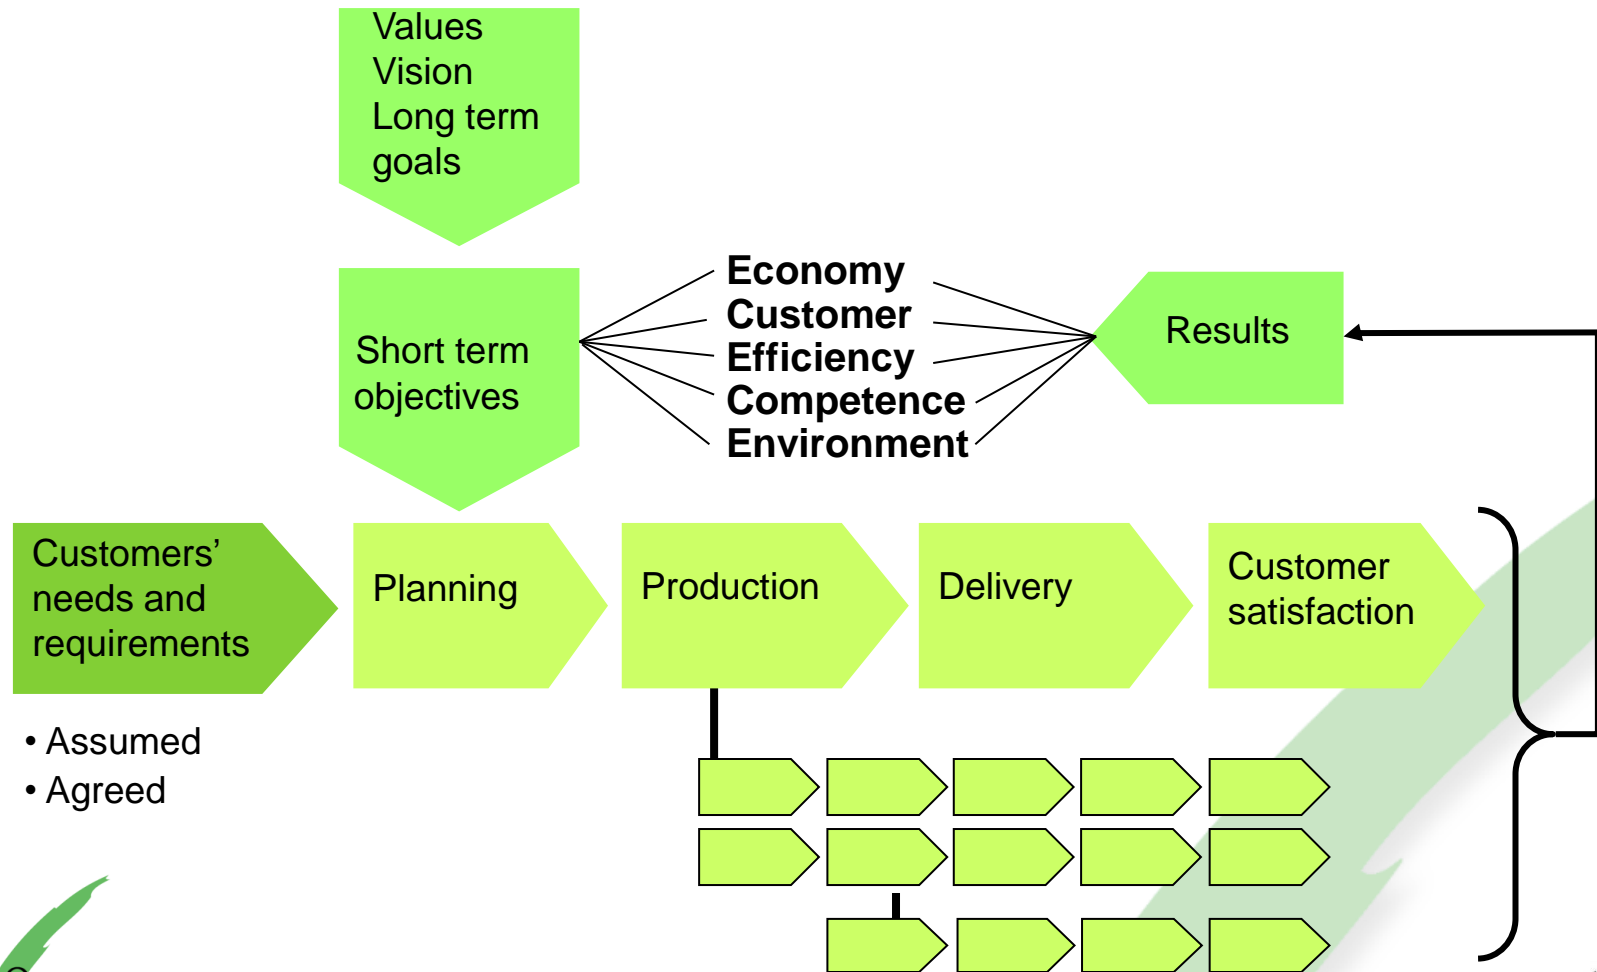 Values
Vision
Long term
goals
Short term
objectives
Economy
Customer
Efficiency
Competence
Environment
Results
Customers’
needs and
requirements
Planning
Production
Delivery
Customer
satisfaction
• Assumed
• Agreed